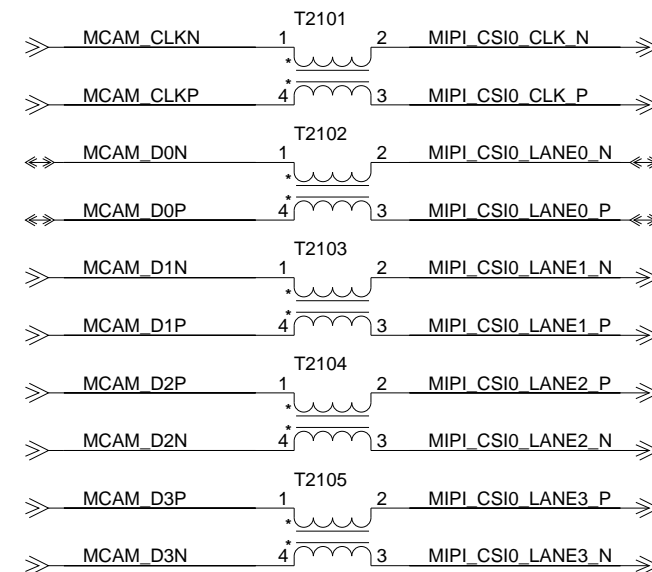 T2101
MCAM_CLKN 1 2 MIPI_CSI0_CLK_N
*
*
MCAM_CLKP 4 3 MIPI_CSI0_CLK_P
T2102
MCAM_D0N 1 2 MIPI_CSI0_LANE0_N
*
*
MCAM_D0P 4 3 MIPI_CSI0_LANE0_P
T2103
MCAM_D1N 1 2 MIPI_CSI0_LANE1_N
*
*
MCAM_D1P 4 3 MIPI_CSI0_LANE1_P
T2104
MCAM_D2P 1 2 MIPI_CSI0_LANE2_P
*
*
MCAM_D2N 4 3 MIPI_CSI0_LANE2_N
T2105
MCAM_D3P 1 2 MIPI_CSI0_LANE3_P
*
*
MCAM_D3N 4 3 MIPI_CSI0_LANE3_N